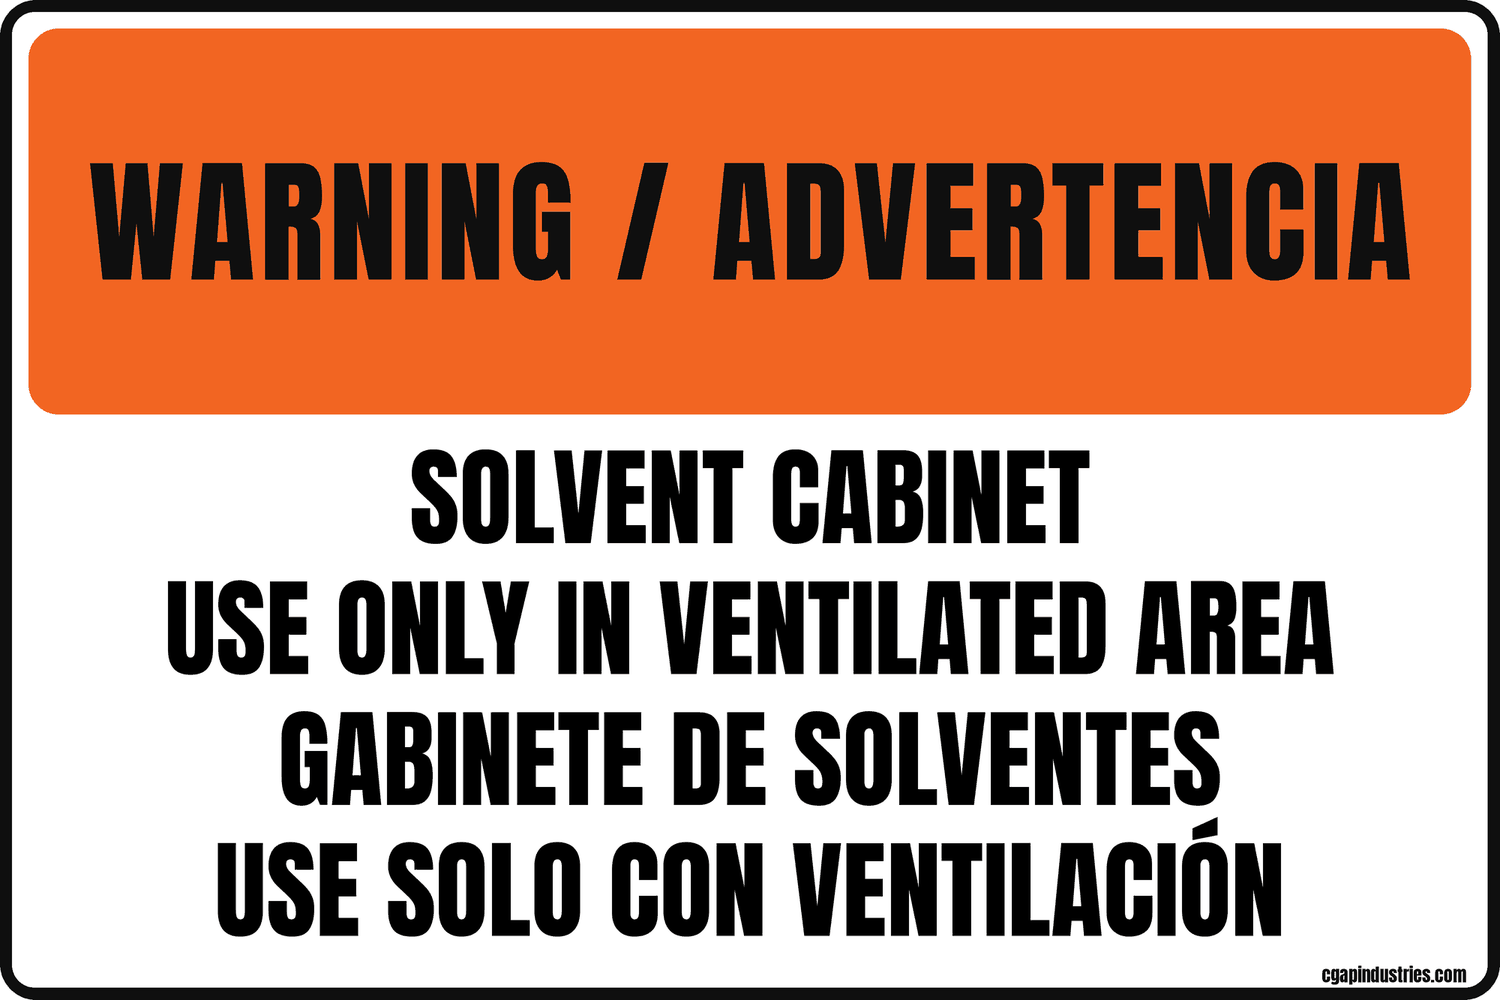 WARNING / ADVERTENCIA
SOLVENT CABINET
USE ONLY IN VENTILATED AREA
GABINETE DE SOLVENTES
USE SOLO CON VENTILACIÓN
cgapindustries.com